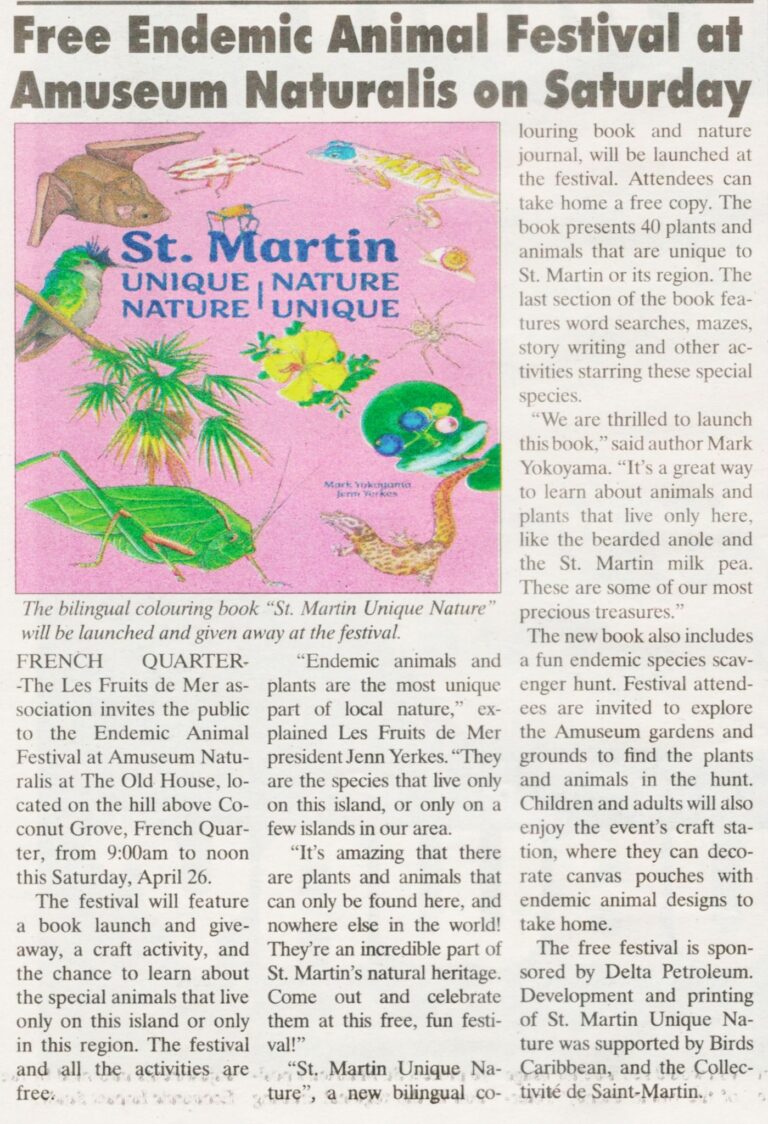 Free Endemic Animal Festival at
Amuseum Naturalis on Saturday
St. Martin
UNIQUE | NATURE
NATURE | UNIQUE
Mark Yokoyama
Jenn Yerkes
The bilingual colouring book “St. Martin Unique Nature”
will be launched and given away at the festival.
FRENCH QUARTER-
-The Les Fruits de Mer as-
sociation invites the public
to the Endemic Animal
Festival at Amuseum Natu-
ralis at The Old House, lo-
cated on the hill above Co-
conut Grove, French Quar-
ter, from 9:00am to noon
this Saturday, April 26.
The festival will feature
a book launch and give-
away, a craft activity, and
the chance to learn about
the special animals that live
only on this island or only
in this region. The festival
and all the activities are
free.
“Endemic animals and
plants are the most unique
part of local nature,” ex-
plained Les Fruits de Mer
president Jenn Yerkes. “They
are the species that live only
on this island, or only on a
few islands in our area.
“It’s amazing that there
are plants and animals that
can only be found here, and
nowhere else in the world!
They’re an incredible part of
St. Martin’s natural heritage.
Come out and celebrate
them at this free, fun festi-
val!”
“St. Martin Unique Na-
ture”, a new bilingual co-
louring book and nature
journal, will be launched at
the festival. Attendees can
take home a free copy. The
book presents 40 plants and
animals that are unique to
St. Martin or its region. The
last section of the book fea-
tures word searches, mazes,
story writing and other ac-
tivities starring these special
species.
“We are thrilled to launch
this book,” said author Mark
Yokoyama. “It’s a great way
to learn about animals and
plants that live only here,
like the bearded anole and
the St. Martin milk pea.
These are some of our most
precious treasures.”
The new book also includes
a fun endemic species scav-
enger hunt. Festival attend-
ees are invited to explore
the Amuseum gardens and
grounds to find the plants
and animals in the hunt.
Children and adults will also
enjoy the event’s craft sta-
tion, where they can deco-
rate canvas pouches with
endemic animal designs to
take home.
The free festival is spon-
sored by Delta Petroleum.
Development and printing
of St. Martin Unique Na-
ture was supported by Birds
Caribbean, and the Collec-
tivité de Saint-Martin.